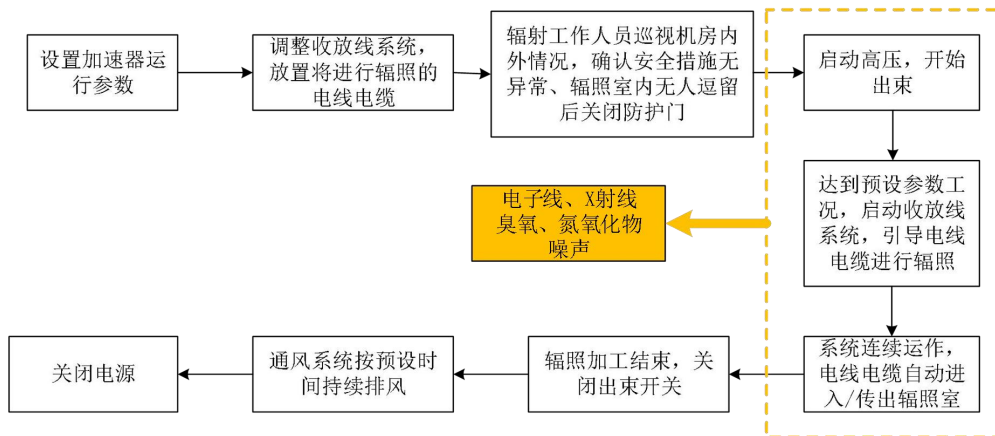 设置加速器运
行参数
调整收放线系统，
放置将进行辐照的
电线电缆
辐射工作人员巡视机房内
外情况，确认安全措施无
异常、辐照室内无人逗留
后关闭防护门
启动高压，开始
出束
达到预设参数工
况，启动收放线
系统，引导电线
电缆进行辐照
电子线、X射线
臭氧、氮氧化物
噪声
系统连续运作，
电线电缆自动进
入/传出辐照室
辐照加工结束，关
闭出束开关
通风系统按预设时
间持续排风
关闭电源